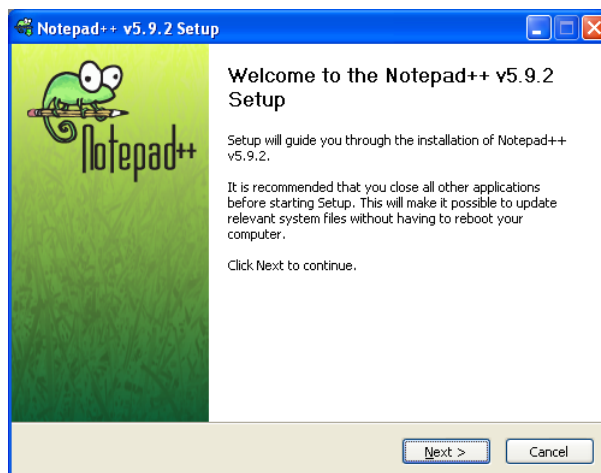 Notepad++ v5.9.2 Setup
Notepad++
Welcome to the Notepad++ v5.9.2
Setup
Setup will guide you through the installation of Notepad++
v5.9.2.
It is recommended that you close all other applications
before starting Setup. This will make it possible to update
relevant system files without having to reboot your
computer.
Click Next to continue.
Next >
Cancel